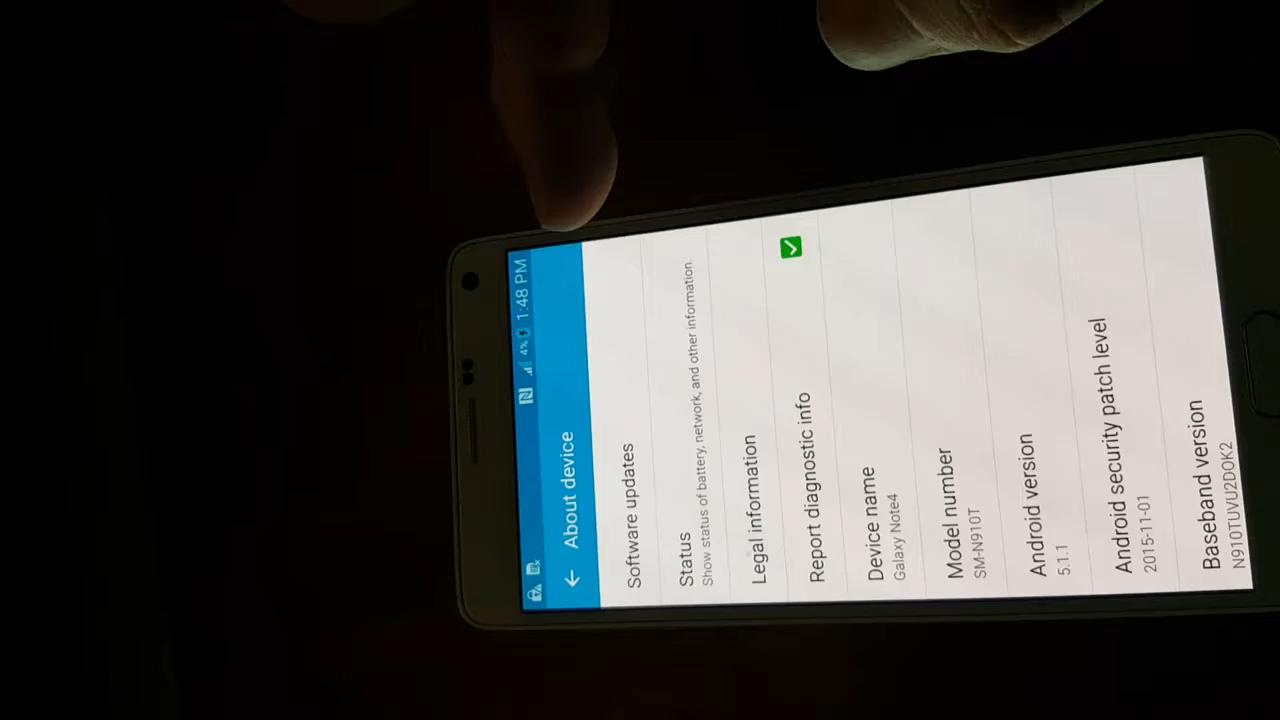 4% 1:48 PM
About device
Software updates
Status
Show status of battery, network, and other information.
Legal information
Report diagnostic info
Device name
Galaxy Note4
Model number
SM-N910T
Android version
5.1.1
Android security patch level
2015-11-01
Baseband version
N910TUVU2DOK2